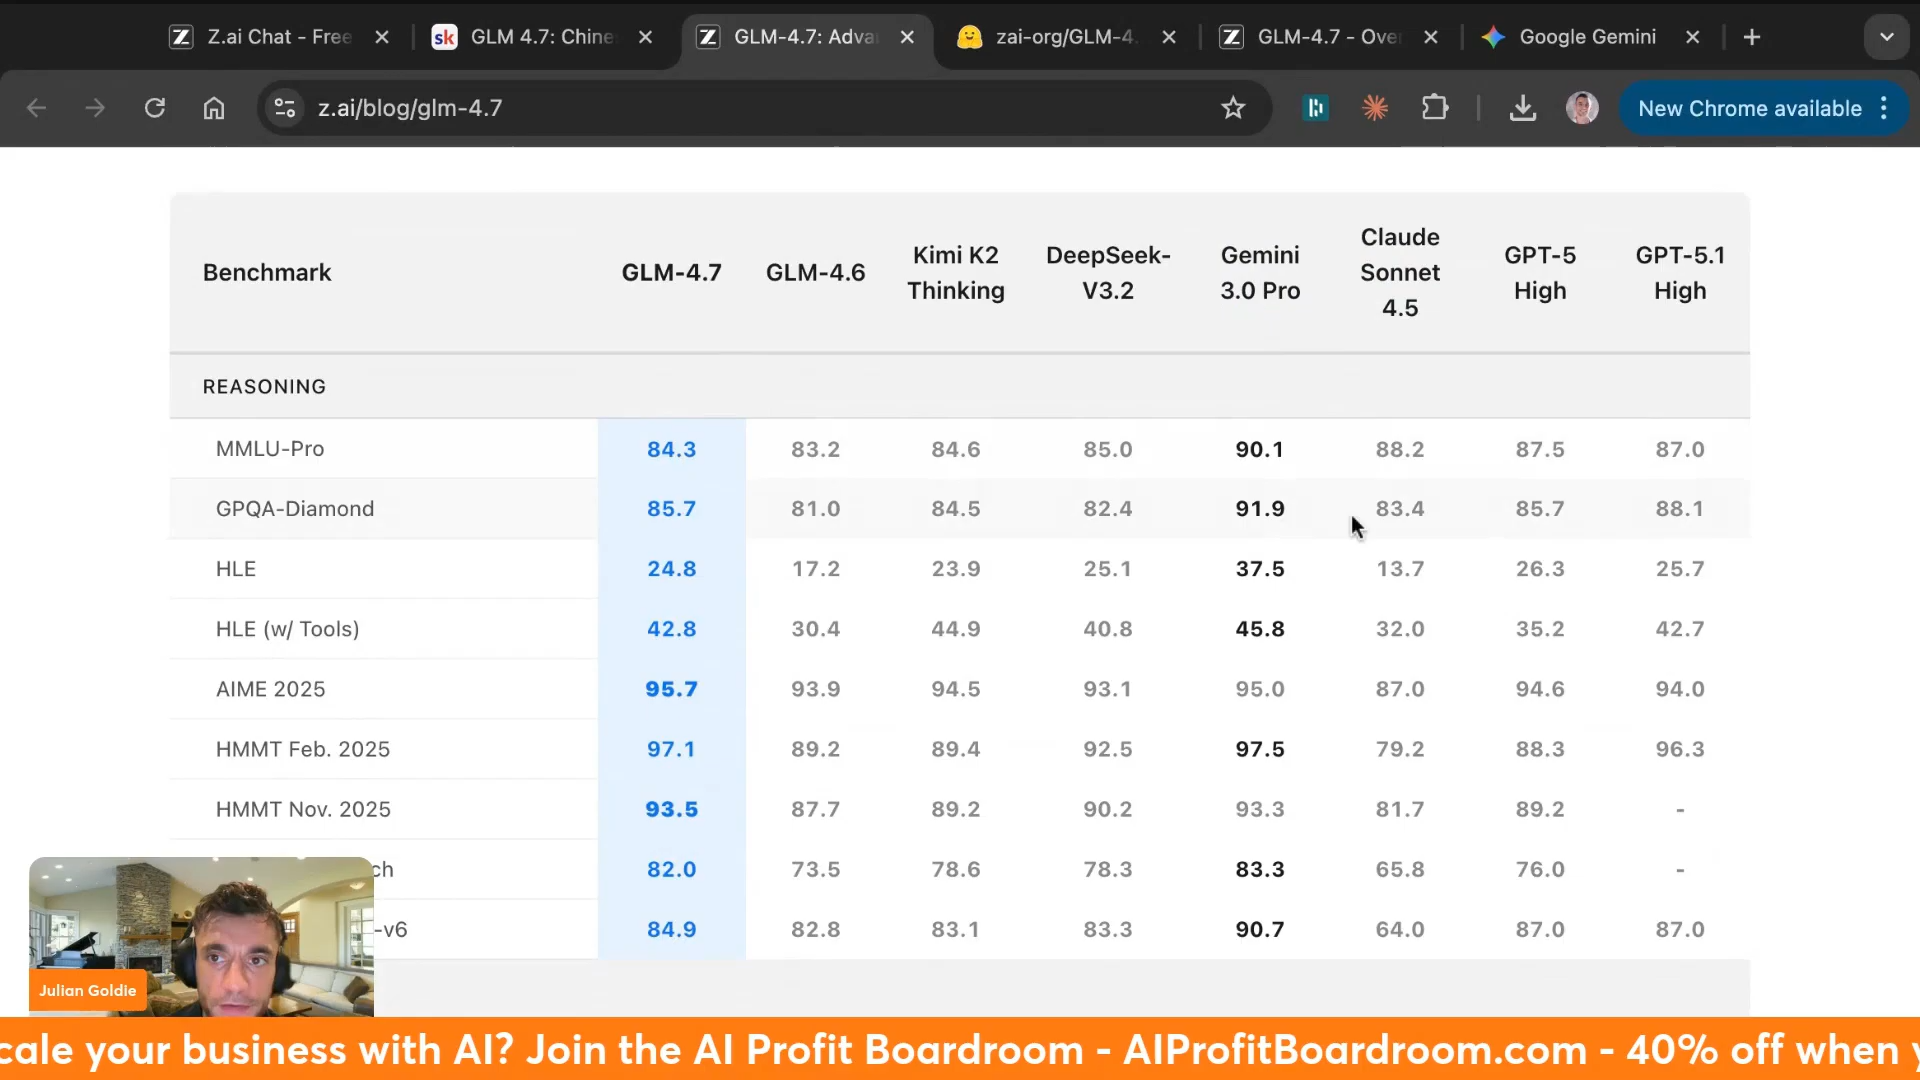 Z.ai Chat - Free
GLM 4.7: Chine
GLM-4.7: Adva
zai-org/GLM-4.
GLM-4.7 - Over
Google Gemini
z.ai/blog/glm-4.7
New Chrome available
Benchmark GLM-4.7 GLM-4.6 Kimi K2 Thinking DeepSeek-V3.2 Gemini 3.0 Pro Claude Sonnet 4.5 GPT-5 High GPT-5.1 High
REASONING
MMLU-Pro 84.3 83.2 84.6 85.0 90.1 88.2 87.5 87.0
GPQA-Diamond 85.7 81.0 84.5 82.4 91.9 83.4 85.7 88.1
HLE 24.8 17.2 23.9 25.1 37.5 13.7 26.3 25.7
HLE (w/ Tools) 42.8 30.4 44.9 40.8 45.8 32.0 35.2 42.7
AIME 2025 95.7 93.9 94.5 93.1 95.0 87.0 94.6 94.0
HMMT Feb. 2025 97.1 89.2 89.4 92.5 97.5 79.2 88.3 96.3
HMMT Nov. 2025 93.5 87.7 89.2 90.2 93.3 81.7 89.2 -
ch 82.0 73.5 78.6 78.3 83.3 65.8 76.0 -
-v6 84.9 82.8 83.1 83.3 90.7 64.0 87.0 87.0
Julian Goldie
cale your business with AI? Join the AI Profit Boardroom - AIProfitBoardroom.com - 40% off when